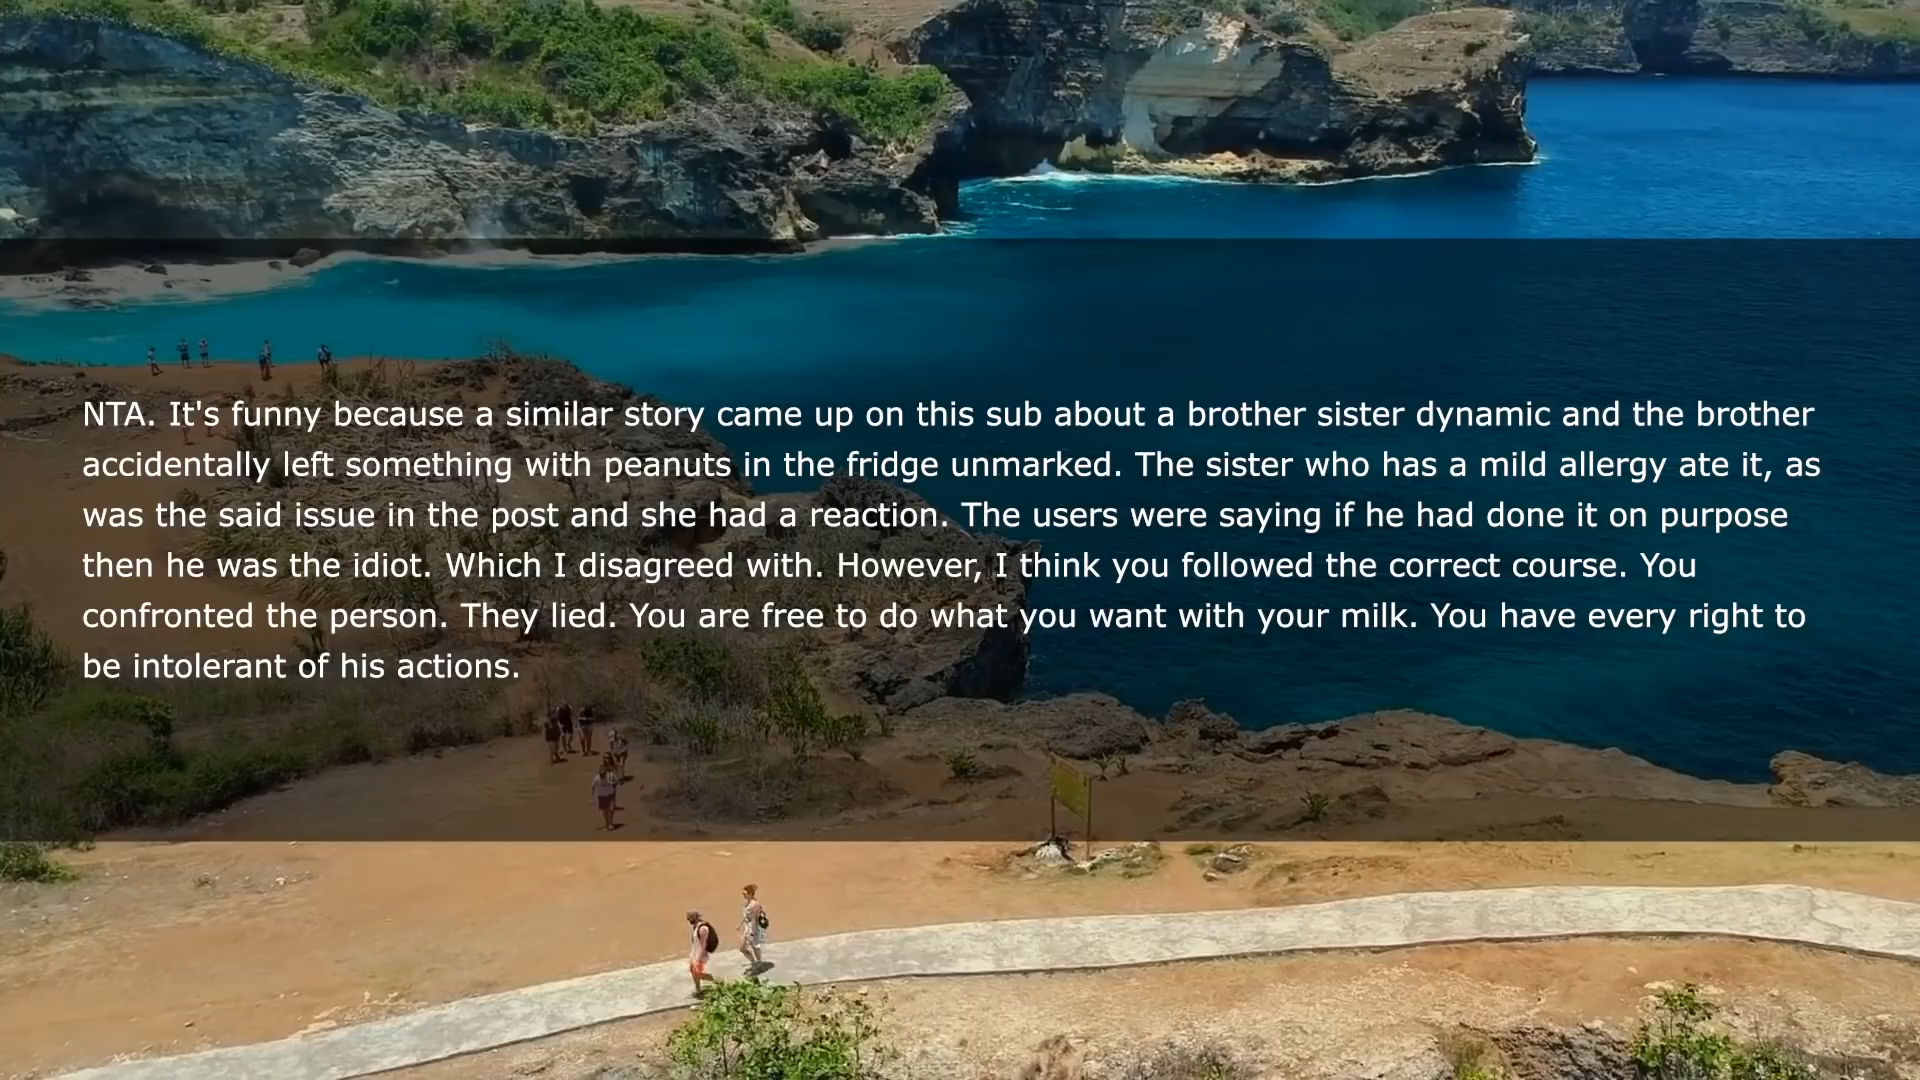 NTA. It's funny because a similar story came up on this sub about a brother sister dynamic and the brother
accidentally left something with peanuts in the fridge unmarked. The sister who has a mild allergy ate it, as
was the said issue in the post and she had a reaction. The users were saying if he had done it on purpose
then he was the idiot. Which I disagreed with. However, I think you followed the correct course. You
confronted the person. They lied. You are free to do what you want with your milk. You have every right to
be intolerant of his actions.